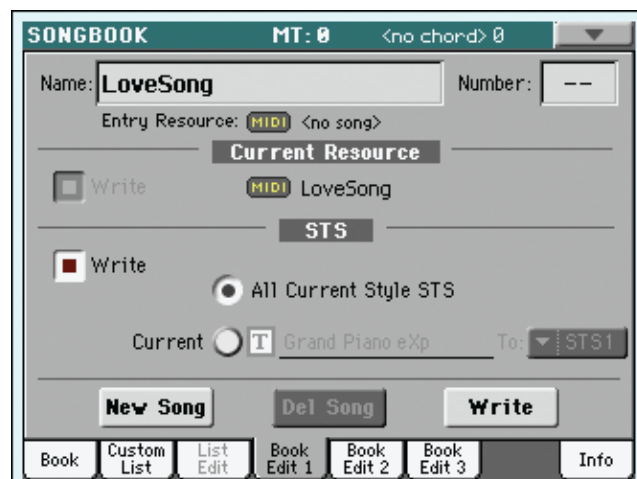 SONGBOOK MT:0 <no chord>0
Name: LoveSong Number: --
Entry Resource: MIDI <no song>
Current Resource
Write MIDI LoveSong
STS
Write
All Current Style STS
Current T Grand Piano eXp To: STS1
New Song Del Song Write
Book Custom List List Edit Book Edit 1 Book Edit 2 Book Edit 3 Info